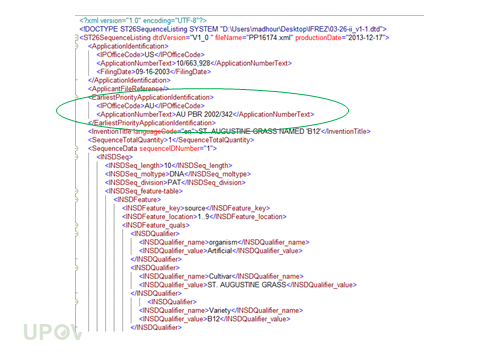 <?xml version="1.0" encoding="UTF-8"?>
<!DOCTYPE ST26SequenceListing SYSTEM "D:\Users\madhour\Desktop\IFREZ\03-26-ii_v1-1.dtd">
<ST26SequenceListing dtdVersion="V1_0 " fileName="PP16174.xml" productionDate="2013-12-17">
<ApplicationIdentification>
<IPOfficeCode>US</IPOfficeCode>
<ApplicationNumberText>10/663,928</ApplicationNumberText>
<FilingDate>09-16-2003</FilingDate>
</ApplicationIdentification>
<ApplicantFileReference/>
<EarliestPriorityApplicationIdentification>
<IPOfficeCode>AU</IPOfficeCode>
<ApplicationNumberText>AU PBR 2002/342</ApplicationNumberText>
</EarliestPriorityApplicationIdentification>
<InventionTitle languageCode="en">ST. AUGUSTINE GRASS NAMED 'B12'</InventionTitle>
<SequenceTotalQuantity>1</SequenceTotalQuantity>
<SequenceData sequenceIDNumber="1">
<INSDSeq>
<INSDSeq_length>10</INSDSeq_length>
<INSDSeq_moltype>DNA</INSDSeq_moltype>
<INSDSeq_division>PAT</INSDSeq_division>
<INSDSeq_feature-table>
<INSDFeature>
<INSDFeature_key>source</INSDFeature_key>
<INSDFeature_location>1..9</INSDFeature_location>
<INSDFeature_quals>
<INSDQualifier>
<INSDQualifier_name>organism</INSDQualifier_name>
<INSDQualifier_value>Artificial</INSDQualifier_value>
</INSDQualifier>
<INSDQualifier>
<INSDQualifier_name>Cultivar</INSDQualifier_name>
<INSDQualifier_value>ST. AUGUSTINE GRASS</INSDQualifier_value>
</INSDQualifier>
<INSDQualifier>
<INSDQualifier_name>Variety</INSDQualifier_name>
<INSDQualifier_value>B12</INSDQualifier_value>
</INSDQualifier>
UPOV